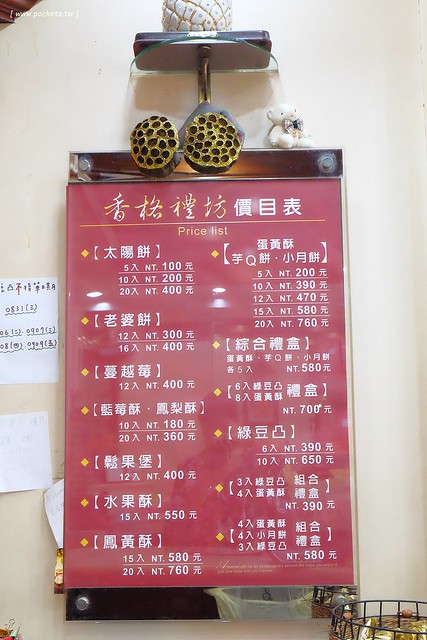 [ www.pockets.tw ]
香格禮坊價目表
Price list
【太陽餅】
5入 NT. 100元
10入 NT. 200元
20入 NT. 400元
【老婆餅】
12入 NT. 300元
16入 NT. 400元
【蔓越莓】
12入 NT. 400元
【藍莓酥·鳳梨酥】
10入 NT. 180元
20入 NT. 360元
【鬆果堡】
12入 NT. 400元
【水果酥】
15入 NT. 550元
【鳳黃酥】
15入 NT. 580元
20入 NT. 760元
【蛋黃酥
芋Q餅·小月餅】
5入 NT. 200元
10入 NT. 390元
12入 NT. 470元
15入 NT. 580元
20入 NT. 760元
【綜合禮盒】
蛋黃酥·芋Q餅·小月餅
各5入 NT. 580元
【6入綠豆凸
8入蛋黃酥 禮盒】
NT. 700元
【綠豆凸】
6入 NT. 390元
10入 NT. 650元
【3入綠豆凸 組合
4入蛋黃酥 禮盒】
NT. 390元
【4入蛋黃酥 組合
4入小月餅 禮盒】
3入綠豆凸
NT. 580元
0831(三)
0907(三)
0909(五)